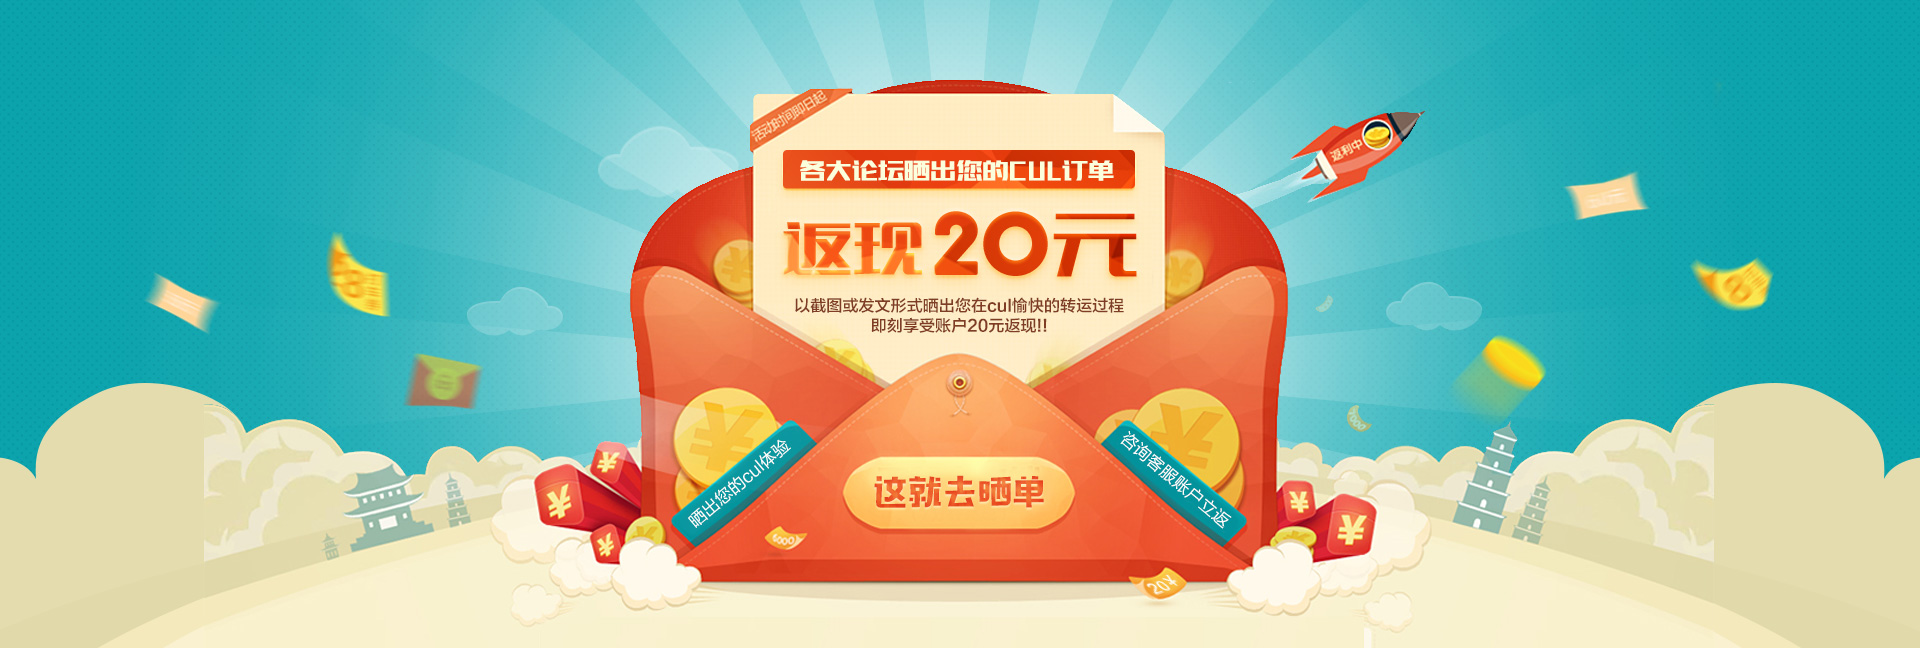 活动时间即日起
各大论坛晒出您的CUL订单
返现20元
以截图或发文形式晒出您在cul愉快的转运过程
即刻享受账户20元返现!!
返利中
晒出您的cul体验
咨询客服账户立返
这就去晒单
20¥